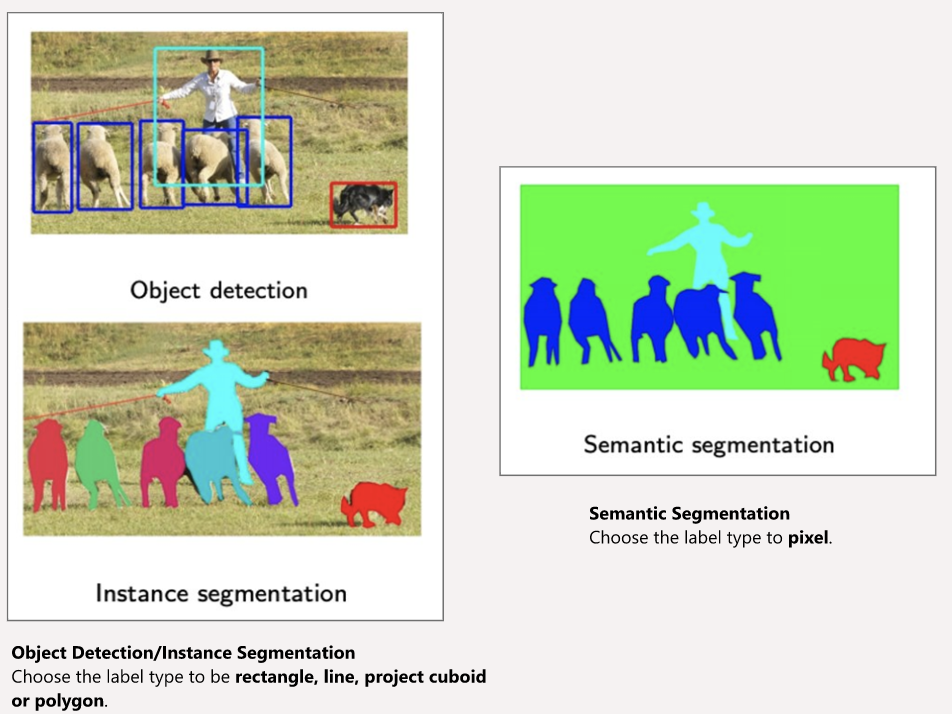 Object detection
Instance segmentation
Object Detection/Instance Segmentation
Choose the label type to be rectangle, line, project cuboid
or polygon.
Semantic segmentation
Semantic Segmentation
Choose the label type to pixel.